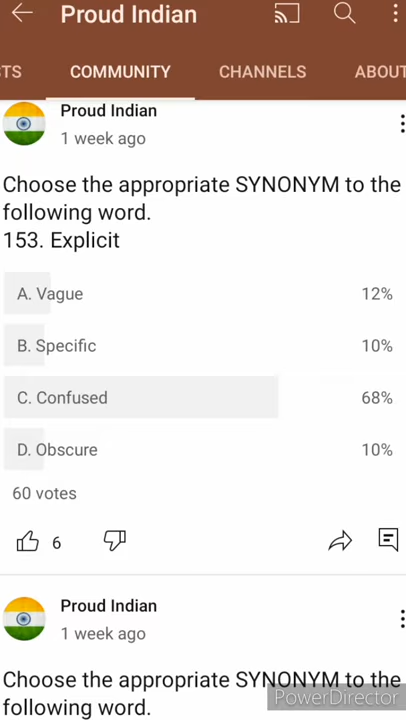 Proud Indian
STS COMMUNITY CHANNELS ABOUT
Proud Indian
1 week ago
Choose the appropriate SYNONYM to the
following word.
153. Explicit
A. Vague 12%
B. Specific 10%
C. Confused 68%
D. Obscure 10%
60 votes
6
Proud Indian
1 week ago
Choose the appropriate SYNONYM to the
following word.
PowerDirector